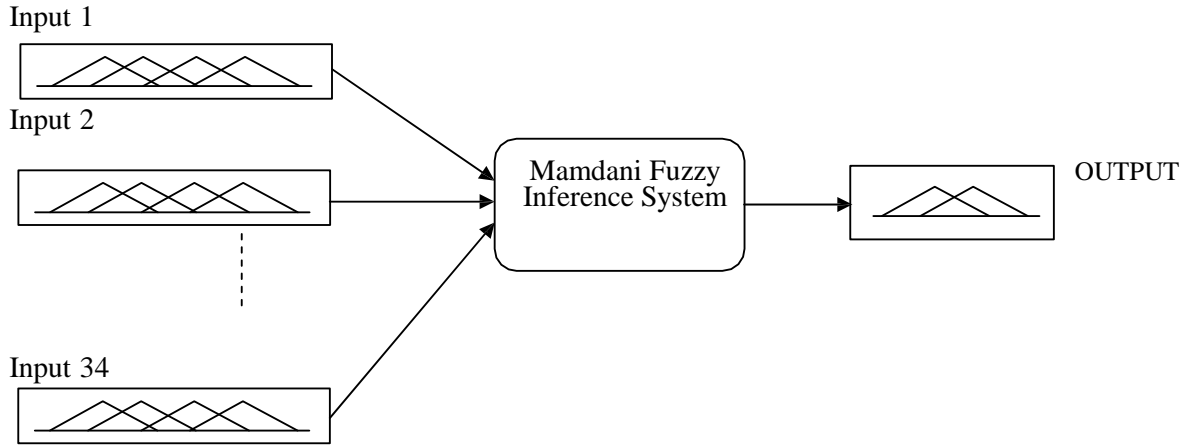 Input 1
Input 2
Mamdani Fuzzy
Inference System
OUTPUT
Input 34